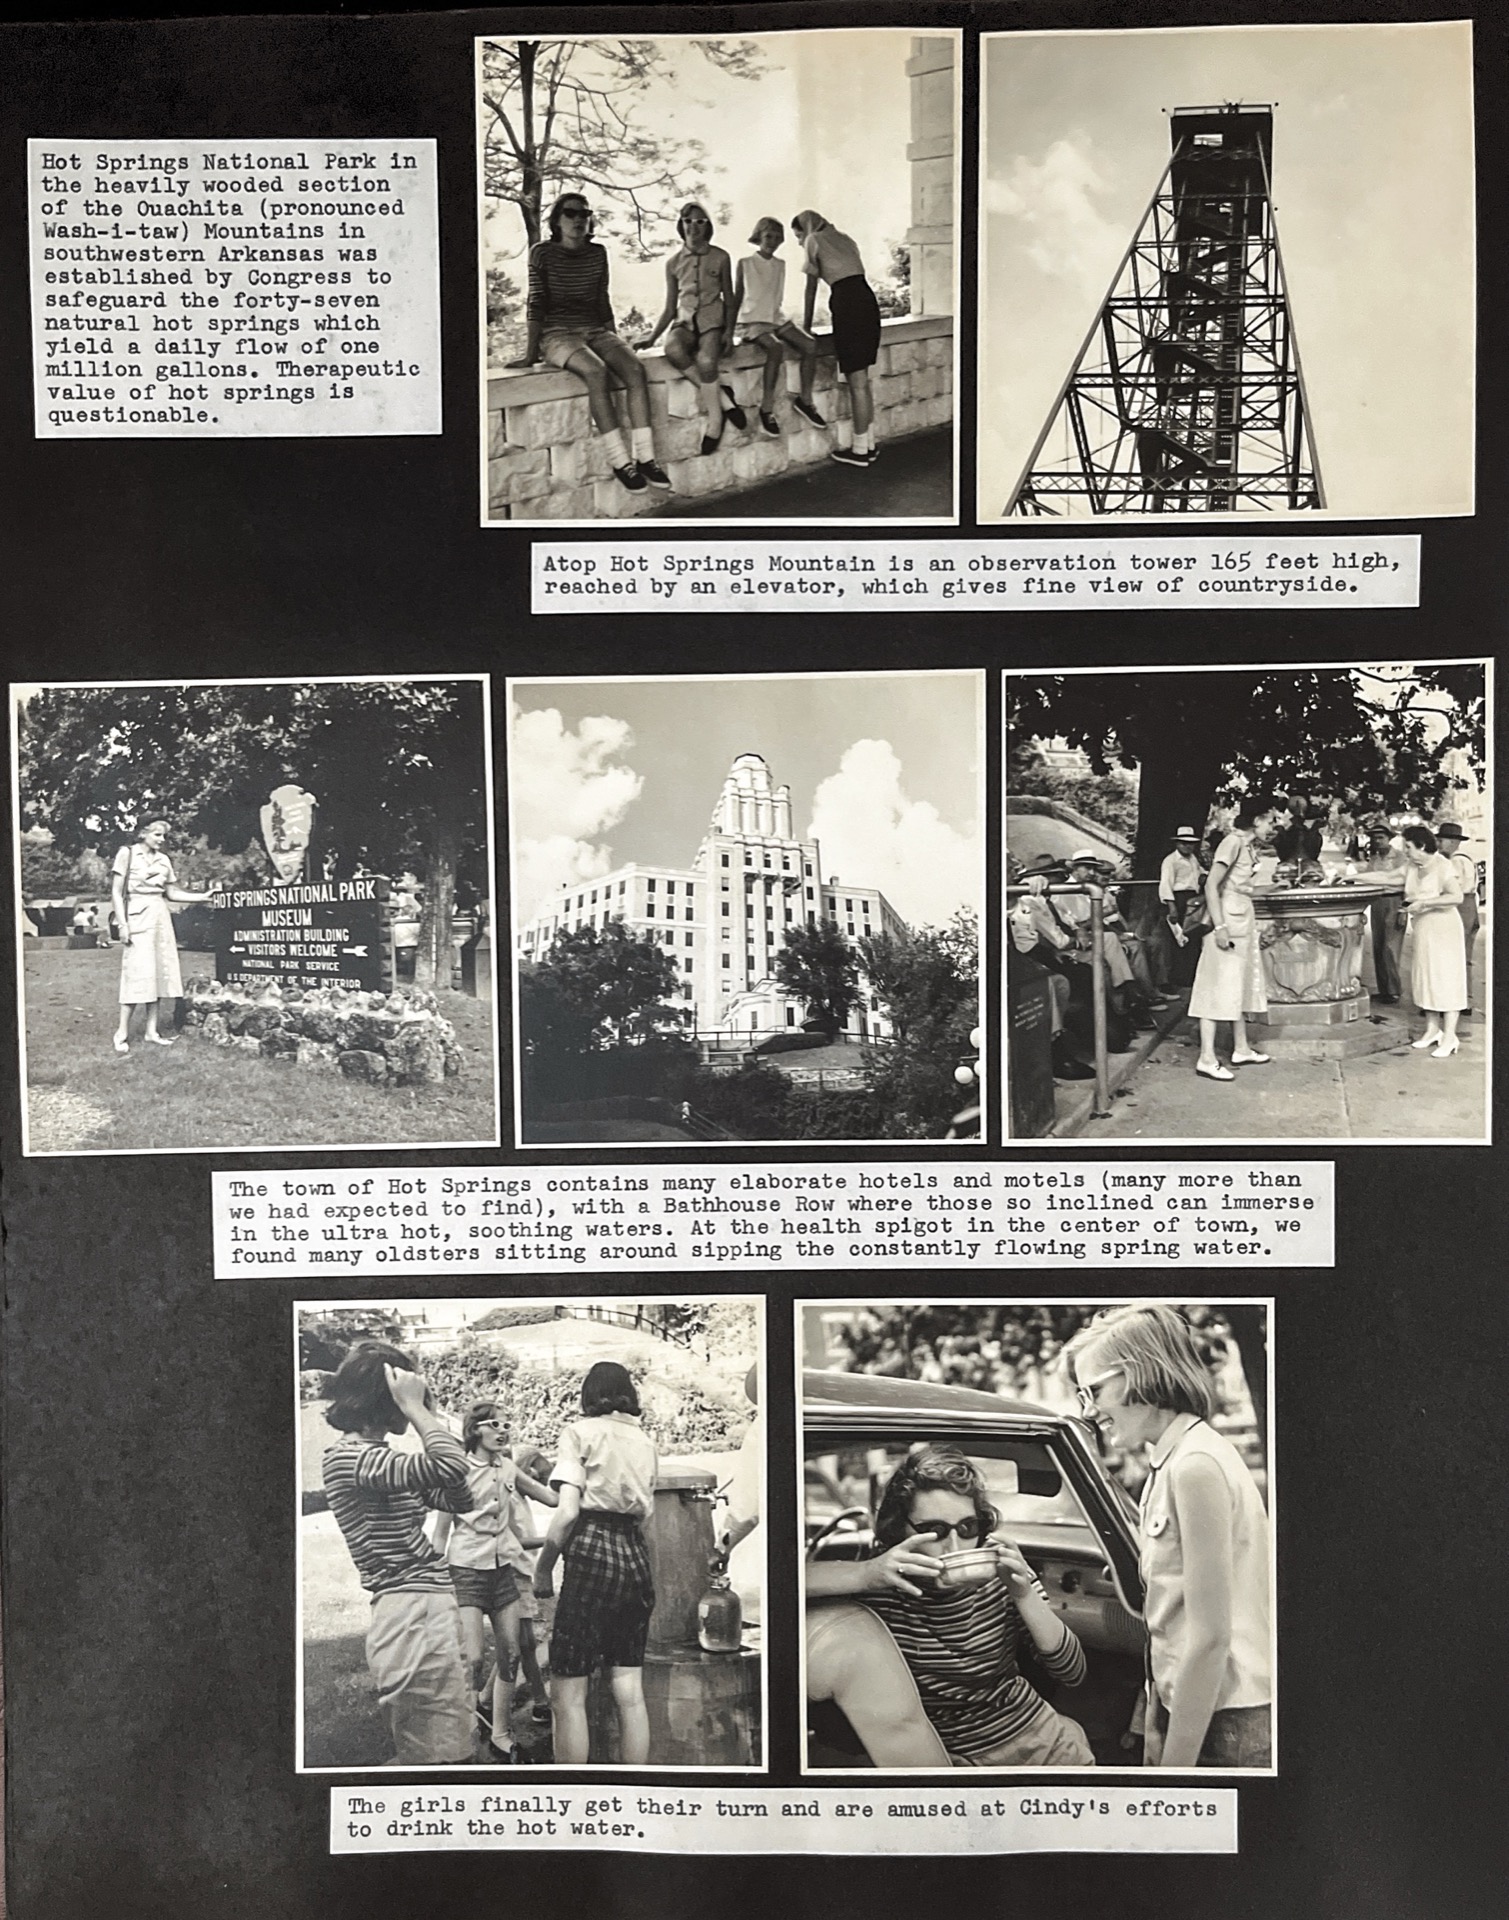 Hot Springs National Park in
the heavily wooded section
of the Ouachita (pronounced
Wash-i-taw) Mountains in
southwestern Arkansas was
established by Congress to
safeguard the forty-seven
natural hot springs which
yield a daily flow of one
million gallons. Therapeutic
value of hot springs is
questionable.
Atop Hot Springs Mountain is an observation tower 165 feet high,
reached by an elevator, which gives fine view of countryside.
HOT SPRINGS NATIONAL PARK
MUSEUM
ADMINISTRATION BUILDING
VISITORS WELCOME
NATIONAL PARK SERVICE
U.S. DEPARTMENT OF THE INTERIOR
The town of Hot Springs contains many elaborate hotels and motels (many more than
we had expected to find), with a Bathhouse Row where those so inclined can immerse
in the ultra hot, soothing waters. At the health spigot in the center of town, we
found many oldsters sitting around sipping the constantly flowing spring water.
The girls finally get their turn and are amused at Cindy's efforts
to drink the hot water.